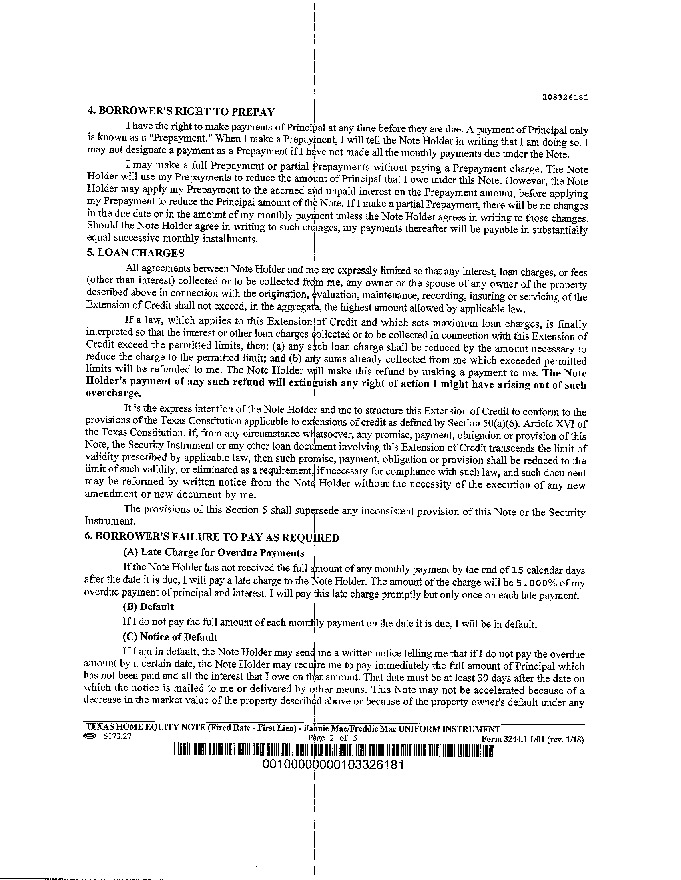 103326181
4. BORROWER'S RIGHT TO PREPAY
I have the right to make payments of Principal at any time before they are due. A payment of Principal only
is known as a "Prepayment." When I make a Prepayment, I will tell the Note Holder in writing that I am doing so. I
may not designate a payment as a Prepayment if I have not made all the monthly payments due under the Note.
I may make a full Prepayment or partial Prepayments without paying a Prepayment charge. The Note
Holder will use my Prepayments to reduce the amount of Principal that I owe under this Note. However, the Note
Holder may apply my Prepayment to the accrued and unpaid interest on the Prepayment amount, before applying
my Prepayment to reduce the Principal amount of the Note. If I make a partial Prepayment, there will be no changes
in the due date or in the amount of my monthly payment unless the Note Holder agrees in writing to those changes.
Should the Note Holder agree in writing to such changes, my payments thereafter will be payable in substantially
equal successive monthly installments.
5. LOAN CHARGES
All agreements between Note Holder and me are expressly limited so that any interest, loan charges, or fees
(other than interest) collected or to be collected from me, any owner or the spouse of any owner of the property
described above in connection with the origination, evaluation, maintenance, recording, insuring or servicing of the
Extension of Credit shall not exceed, in the aggregate, the highest amount allowed by applicable law.
If a law, which applies to this Extension of Credit and which sets maximum loan charges, is finally
interpreted so that the interest or other loan charges collected or to be collected in connection with this Extension of
Credit exceed the permitted limits, then: (a) any such loan charge shall be reduced by the amount necessary to
reduce the charge to the permitted limit; and (b) any sums already collected from me which exceeded permitted
limits will be refunded to me. The Note Holder will make this refund by making a payment to me. The Note
Holder's payment of any such refund will extinguish any right of action I might have arising out of such
overcharge.
It is the express intention of the Note Holder and me to structure this Extension of Credit to conform to the
provisions of the Texas Constitution applicable to extensions of credit as defined by Section 50(a)(6), Article XVI of
the Texas Constitution. If, from any circumstance whatsoever, any promise, payment, obligation or provision of this
Note, the Security Instrument or any other loan document involving this Extension of Credit transcends the limit of
validity prescribed by applicable law, then such promise, payment, obligation or provision shall be reduced to the
limit of such validity, or eliminated as a requirement, if necessary for compliance with such law, and such document
may be reformed by written notice from the Note Holder without the necessity of the execution of any new
amendment or new document by me.
The provisions of this Section 5 shall supersede any inconsistent provision of this Note or the Security
Instrument.
6. BORROWER'S FAILURE TO PAY AS REQUIRED
(A) Late Charge for Overdue Payments
If the Note Holder has not received the full amount of any monthly payment by the end of 15 calendar days
after the date it is due, I will pay a late charge to the Note Holder. The amount of the charge will be 5.000% of my
overdue payment of principal and interest. I will pay this late charge promptly but only once on each late payment.
(B) Default
If I do not pay the full amount of each monthly payment on the date it is due, I will be in default.
(C) Notice of Default
If I am in default, the Note Holder may send me a written notice telling me that if I do not pay the overdue
amount by a certain date, the Note Holder may require me to pay immediately the full amount of Principal which
has not been paid and all the interest that I owe on that amount. That date must be at least 30 days after the date on
which the notice is mailed to me or delivered by other means. This Note may not be accelerated because of a
decrease in the market value of the property described above or because of the property owner's default under any
TEXAS HOME EQUITY NOTE (Fixed Rate - First Lien) - Fannie Mae/Freddie Mac UNIFORM INSTRUMENT
Page 2 of 5
Form 3244.1 1/01 (rev. 1/18)
00100000000103326181